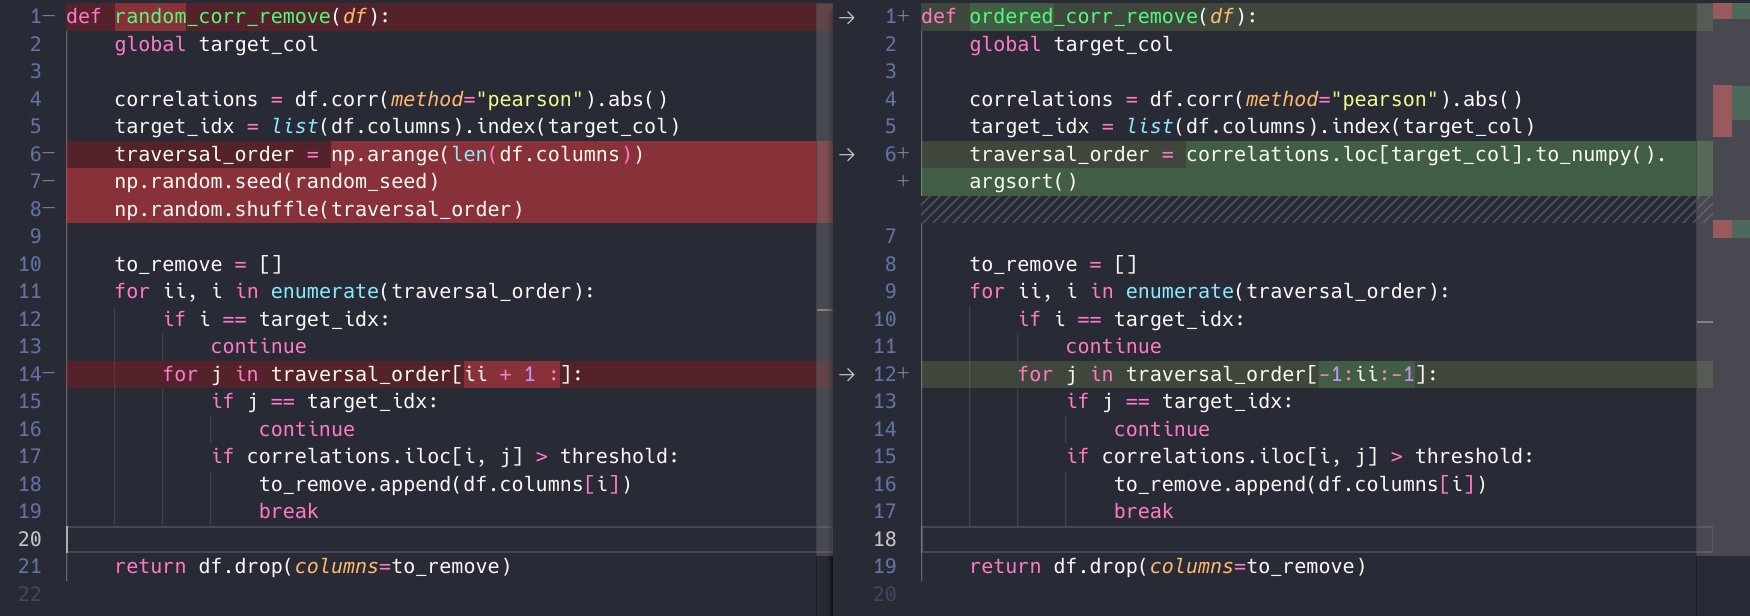 1− def random_corr_remove(df):
2 global target_col
3
4 correlations = df.corr(method="pearson").abs()
5 target_idx = list(df.columns).index(target_col)
6− traversal_order = np.arange(len(df.columns))
7− np.random.seed(random_seed)
8− np.random.shuffle(traversal_order)
9
10 to_remove = []
11 for ii, i in enumerate(traversal_order):
12 if i == target_idx:
13 continue
14− for j in traversal_order[ii + 1 :]:
15 if j == target_idx:
16 continue
17 if correlations.iloc[i, j] > threshold:
18 to_remove.append(df.columns[i])
19 break
20
21 return df.drop(columns=to_remove)
22
→ 1+ def ordered_corr_remove(df):
2 global target_col
3
4 correlations = df.corr(method="pearson").abs()
5 target_idx = list(df.columns).index(target_col)
→ 6+ traversal_order = correlations.loc[target_col].to_numpy().
+ argsort()
7
8 to_remove = []
9 for ii, i in enumerate(traversal_order):
10 if i == target_idx:
11 continue
→ 12+ for j in traversal_order[-1:ii:-1]:
13 if j == target_idx:
14 continue
15 if correlations.iloc[i, j] > threshold:
16 to_remove.append(df.columns[i])
17 break
18
19 return df.drop(columns=to_remove)
20